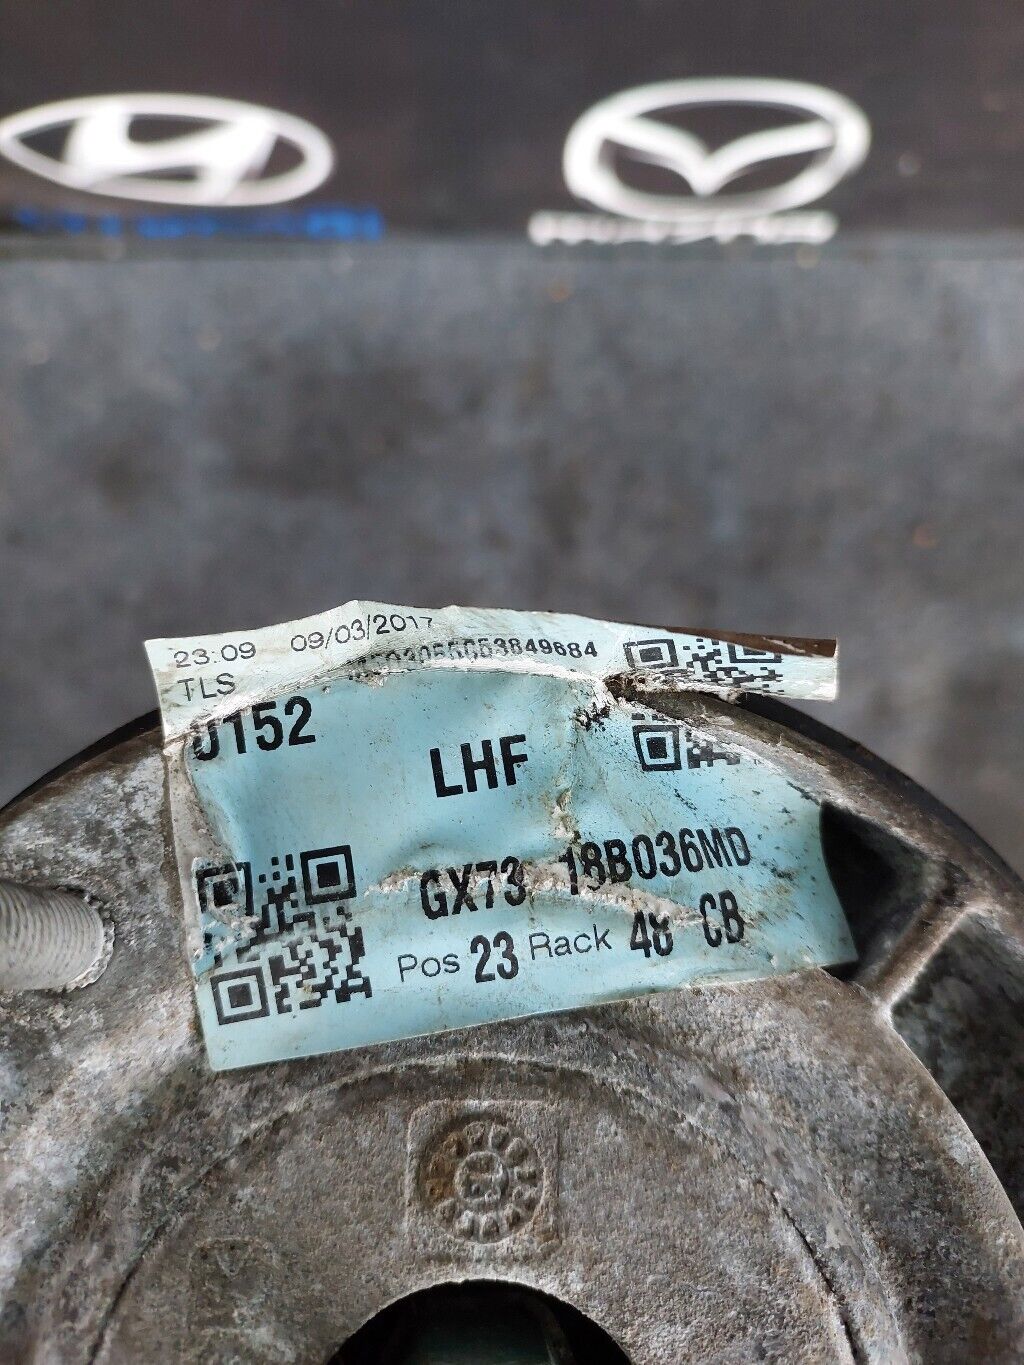 23:09 09/03/2017
TLS
0152
LHF
GX73 18B036MD
Pos 23 Rack 48 CB